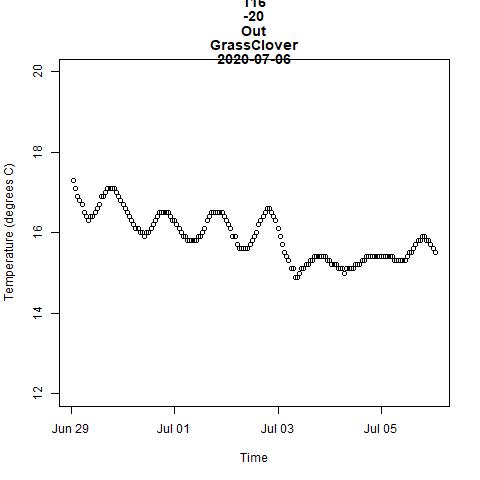 T16
-20
Out
GrassClover
2020-07-06
Temperature (degrees C)
20
18
16
14
12
Jun 29
Jul 01
Jul 03
Jul 05
Time